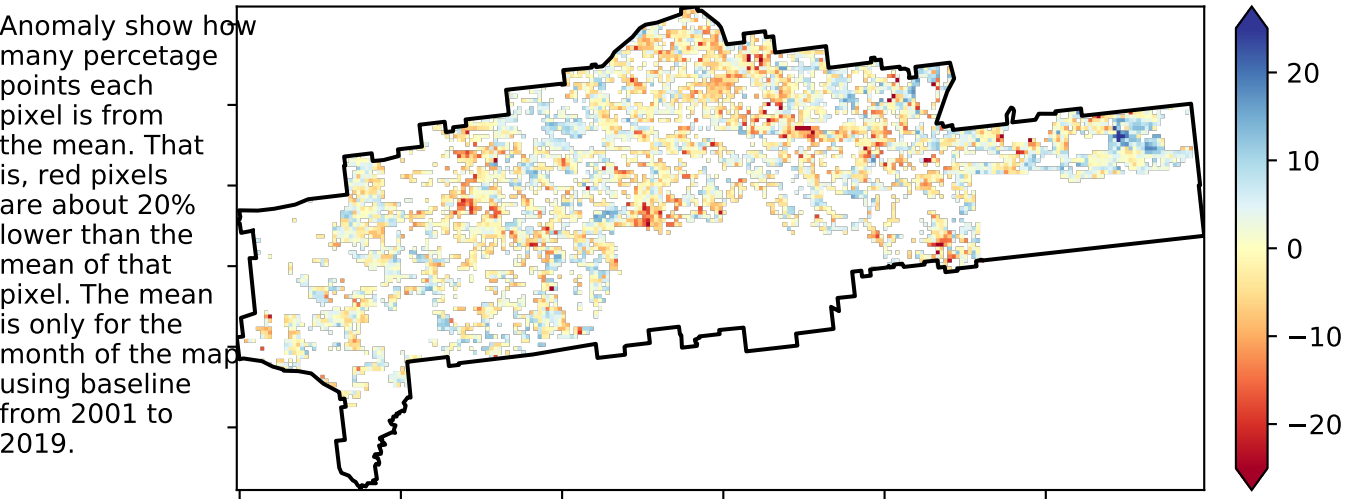 Anomaly show how
many percetage
points each
pixel is from
the mean. That
is, red pixels
are about 20%
lower than the
mean of that
pixel. The mean
is only for the
month of the map
using baseline
from 2001 to
2019.
20
10
0
−10
−20